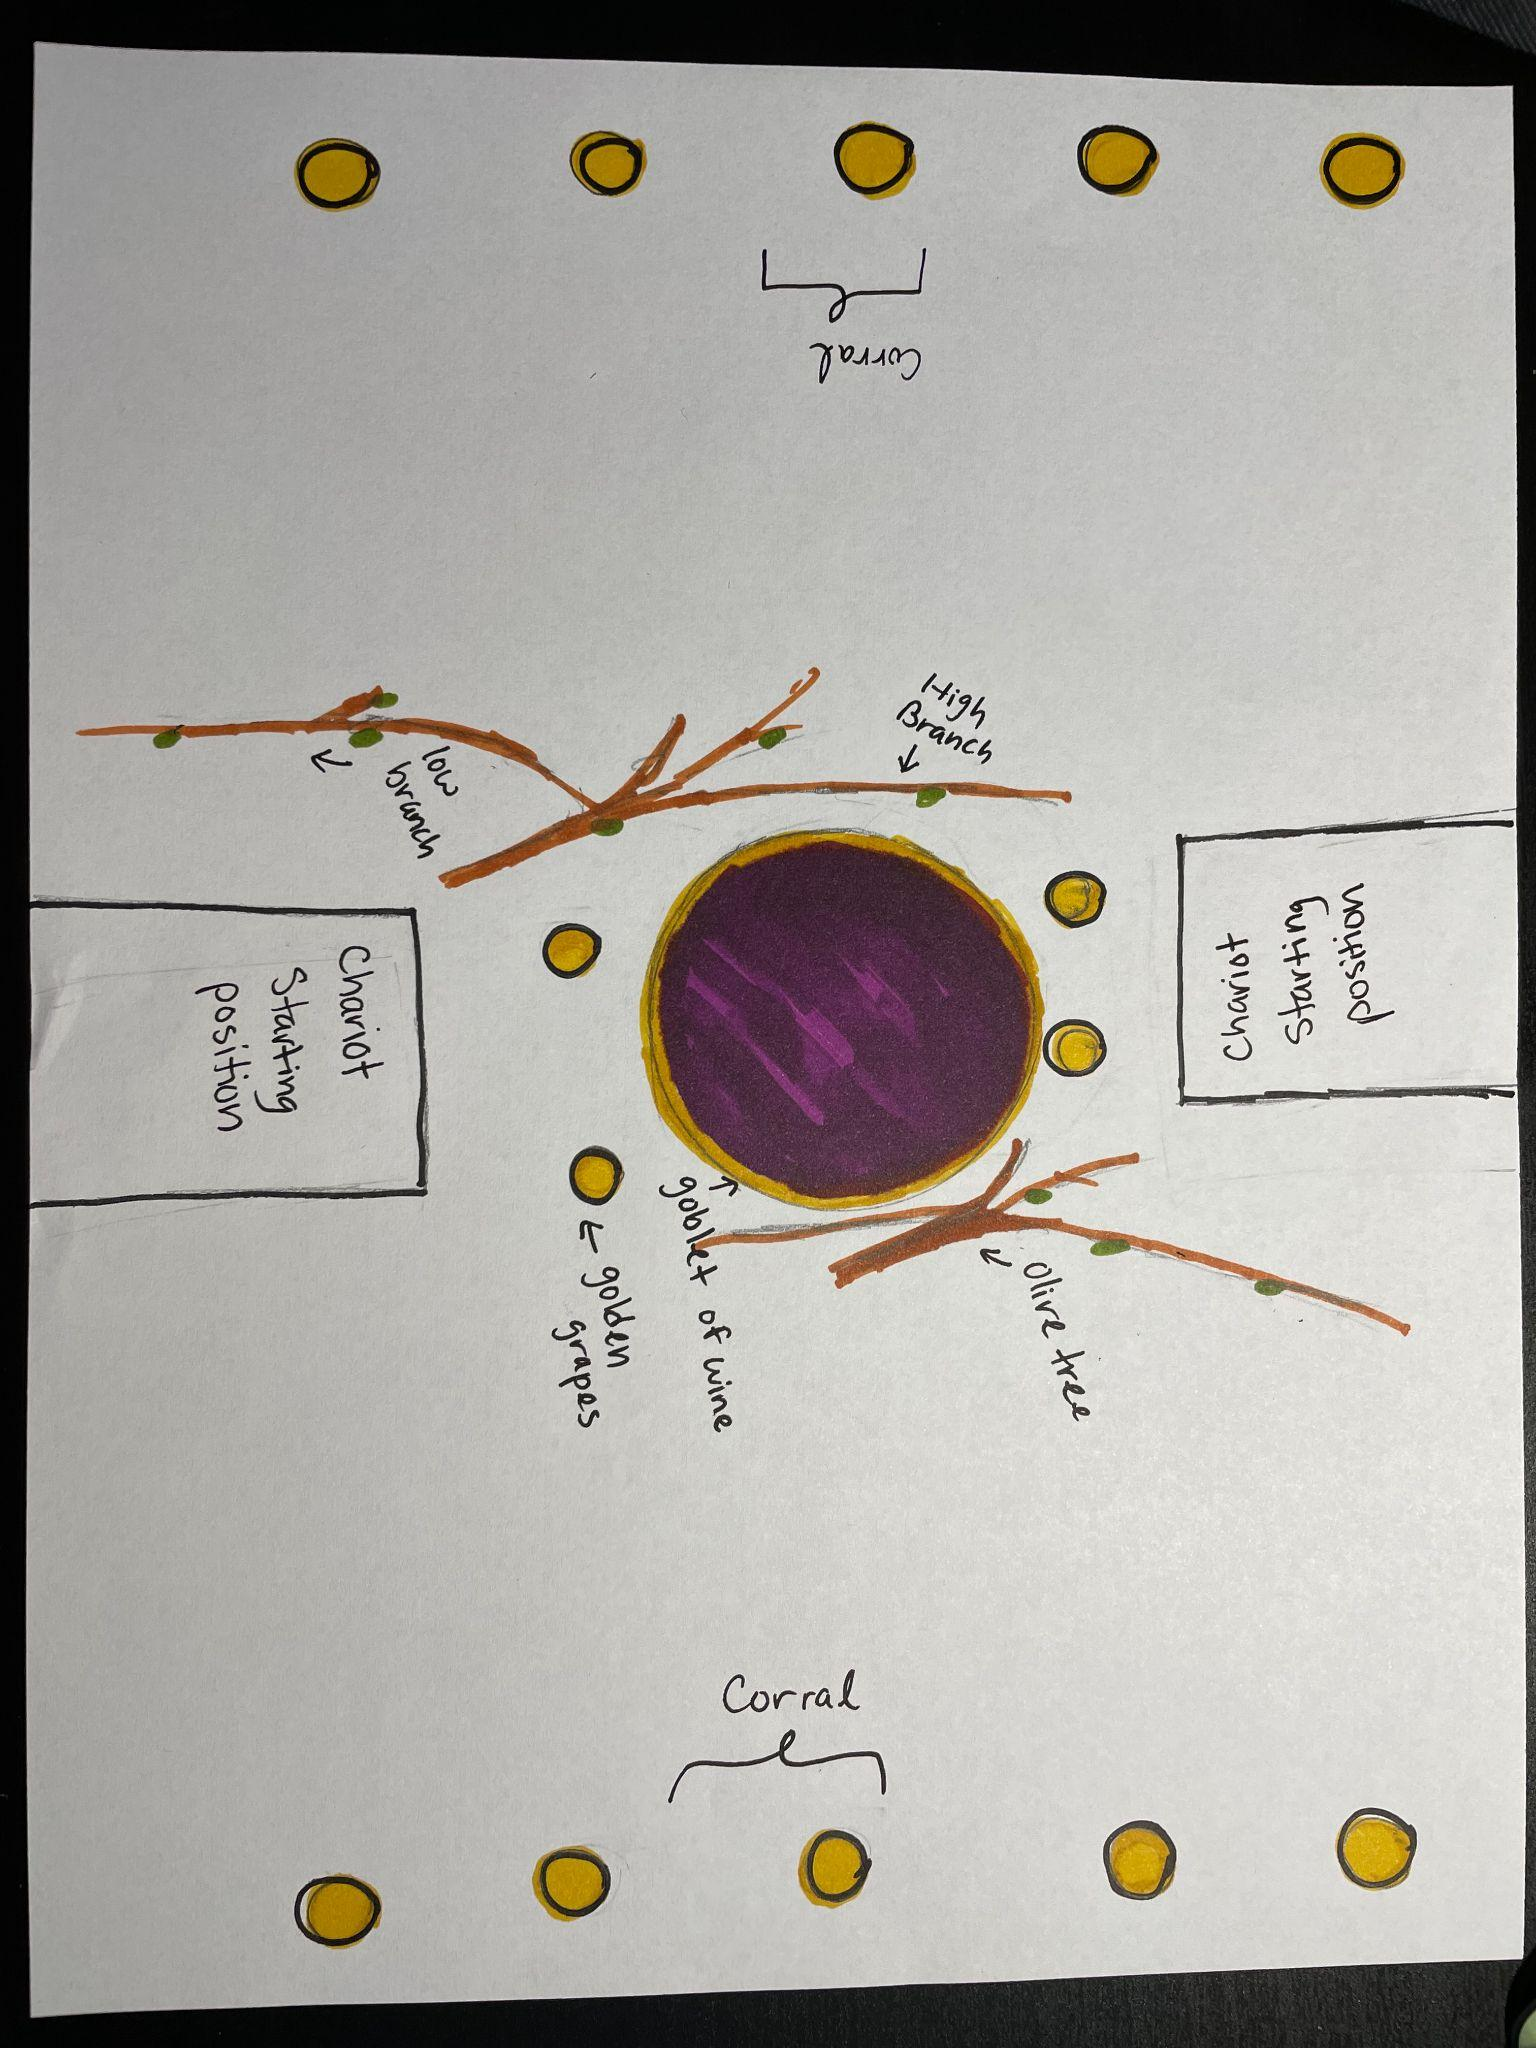 Corral
High
Branch
low
branch
Chariot
Starting
position
Chariot
Starting
position
goblet of wine
golden
grapes
Olive tree
Corral